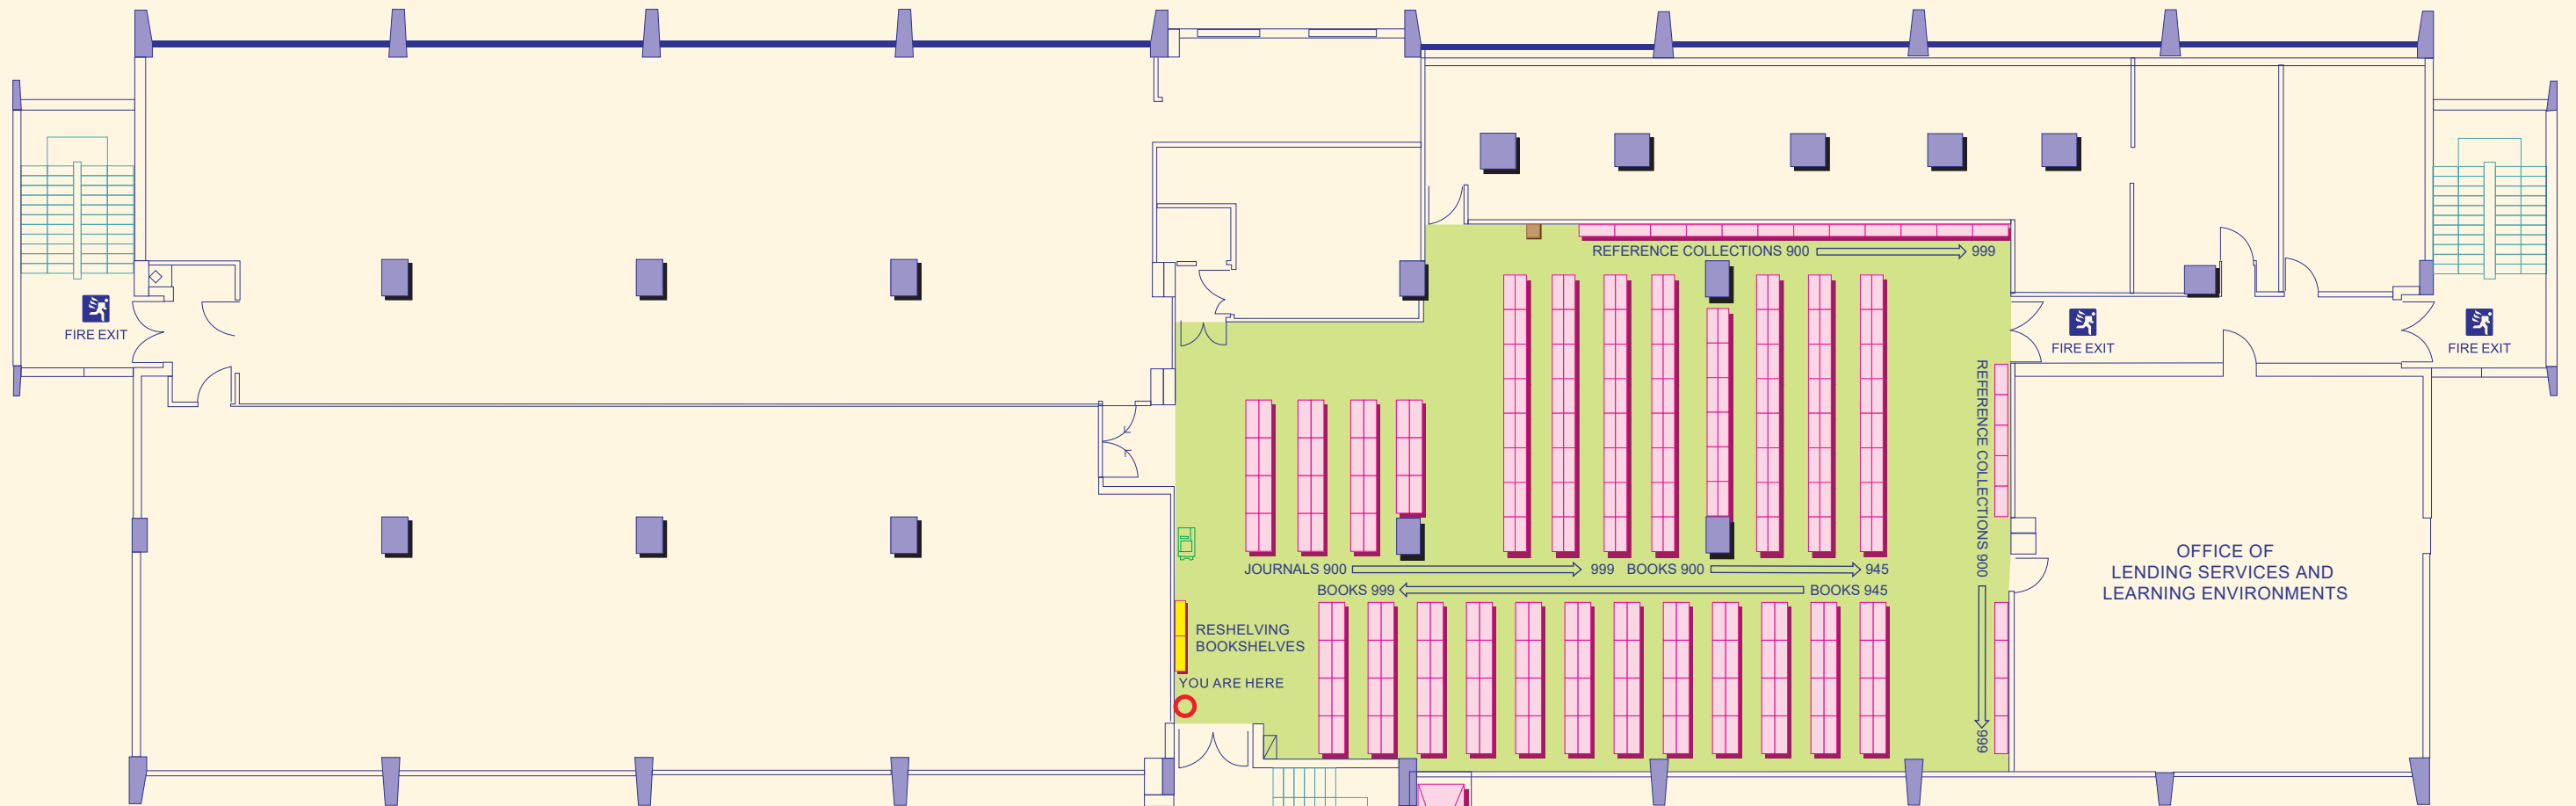 REFERENCE COLLECTIONS 900 999
FIRE EXIT
FIRE EXIT
FIRE EXIT
REFERENCE COLLECTIONS 900 999
JOURNALS 900 999 BOOKS 900 945
BOOKS 999 BOOKS 945
OFFICE OF
LENDING SERVICES AND
LEARNING ENVIRONMENTS
RESHELVING
BOOKSHELVES
YOU ARE HERE